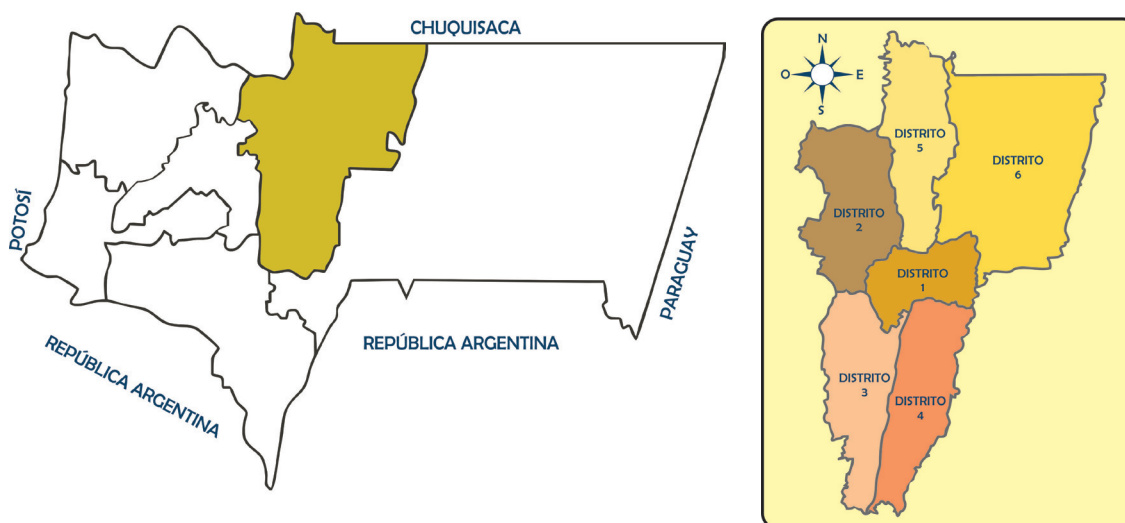 CHUQUISACA
POTOSÍ
PARAGUAY
REPÚBLICA ARGENTINA
REPÚBLICA ARGENTINA
N
O
E
S
DISTRITO
5
DISTRITO
6
DISTRITO
2
DISTRITO
1
DISTRITO
3
DISTRITO
4